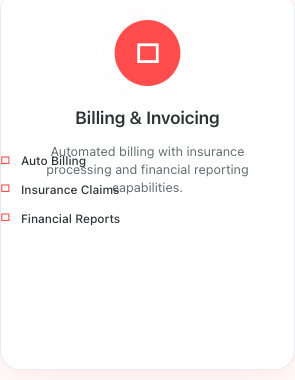 Billing & Invoicing
Automated billing with insurance
Auto Billing
processing and financial reporting
capabilities.
Insurance Claims
Financial Reports